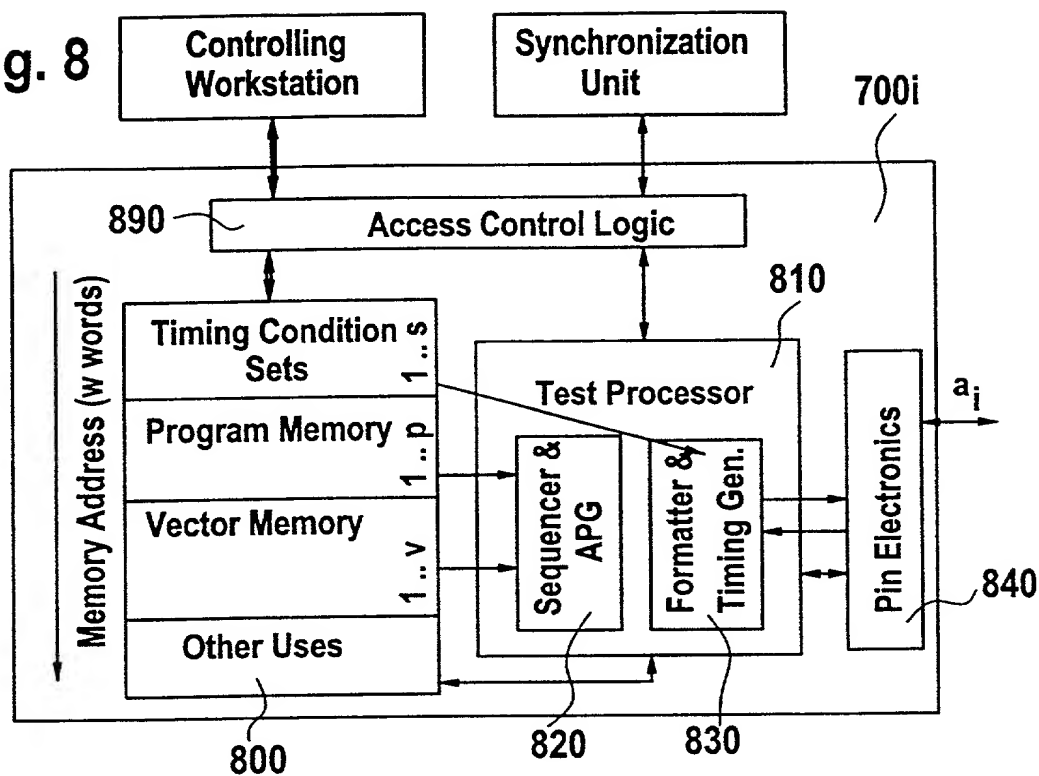 g. 8
Controlling
Workstation
Synchronization
Unit
700i
890
Access Control Logic
Memory Address (w words)
Timing Condition
Sets
1 .. s
Program Memory
1 .. p
Vector Memory
1 .. v
Other Uses
800
810
Test Processor
Sequencer &
APG
Formatter &
Timing Gen.
820
830
Pin Electronics
840
ai